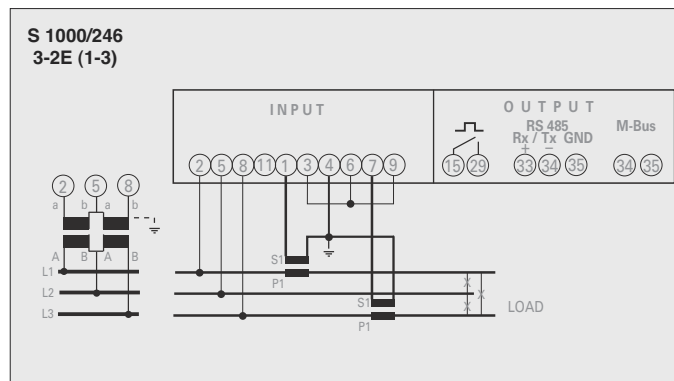 S 1000/246
3-2E (1-3)
INPUT
OUTPUT
RS 485
M-Bus
Rx / Tx GND
+ −
2 5 8 11 1 3 4 6 7 9
15 29 33 34 35 34 35
2 5 8
a b a b
A B A B
S1
L1
P1
L2
S1
LOAD
L3
P1